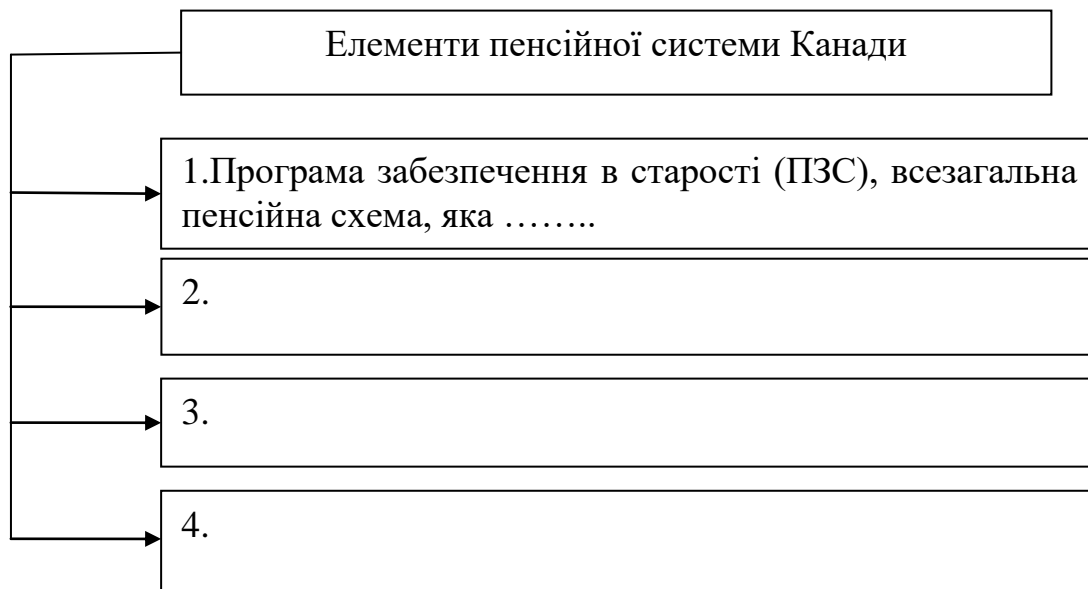 Елементи пенсійної системи Канади
1.Програма забезпечення в старості (ПЗС), всезагальна
пенсійна схема, яка ……..
2.
3.
4.